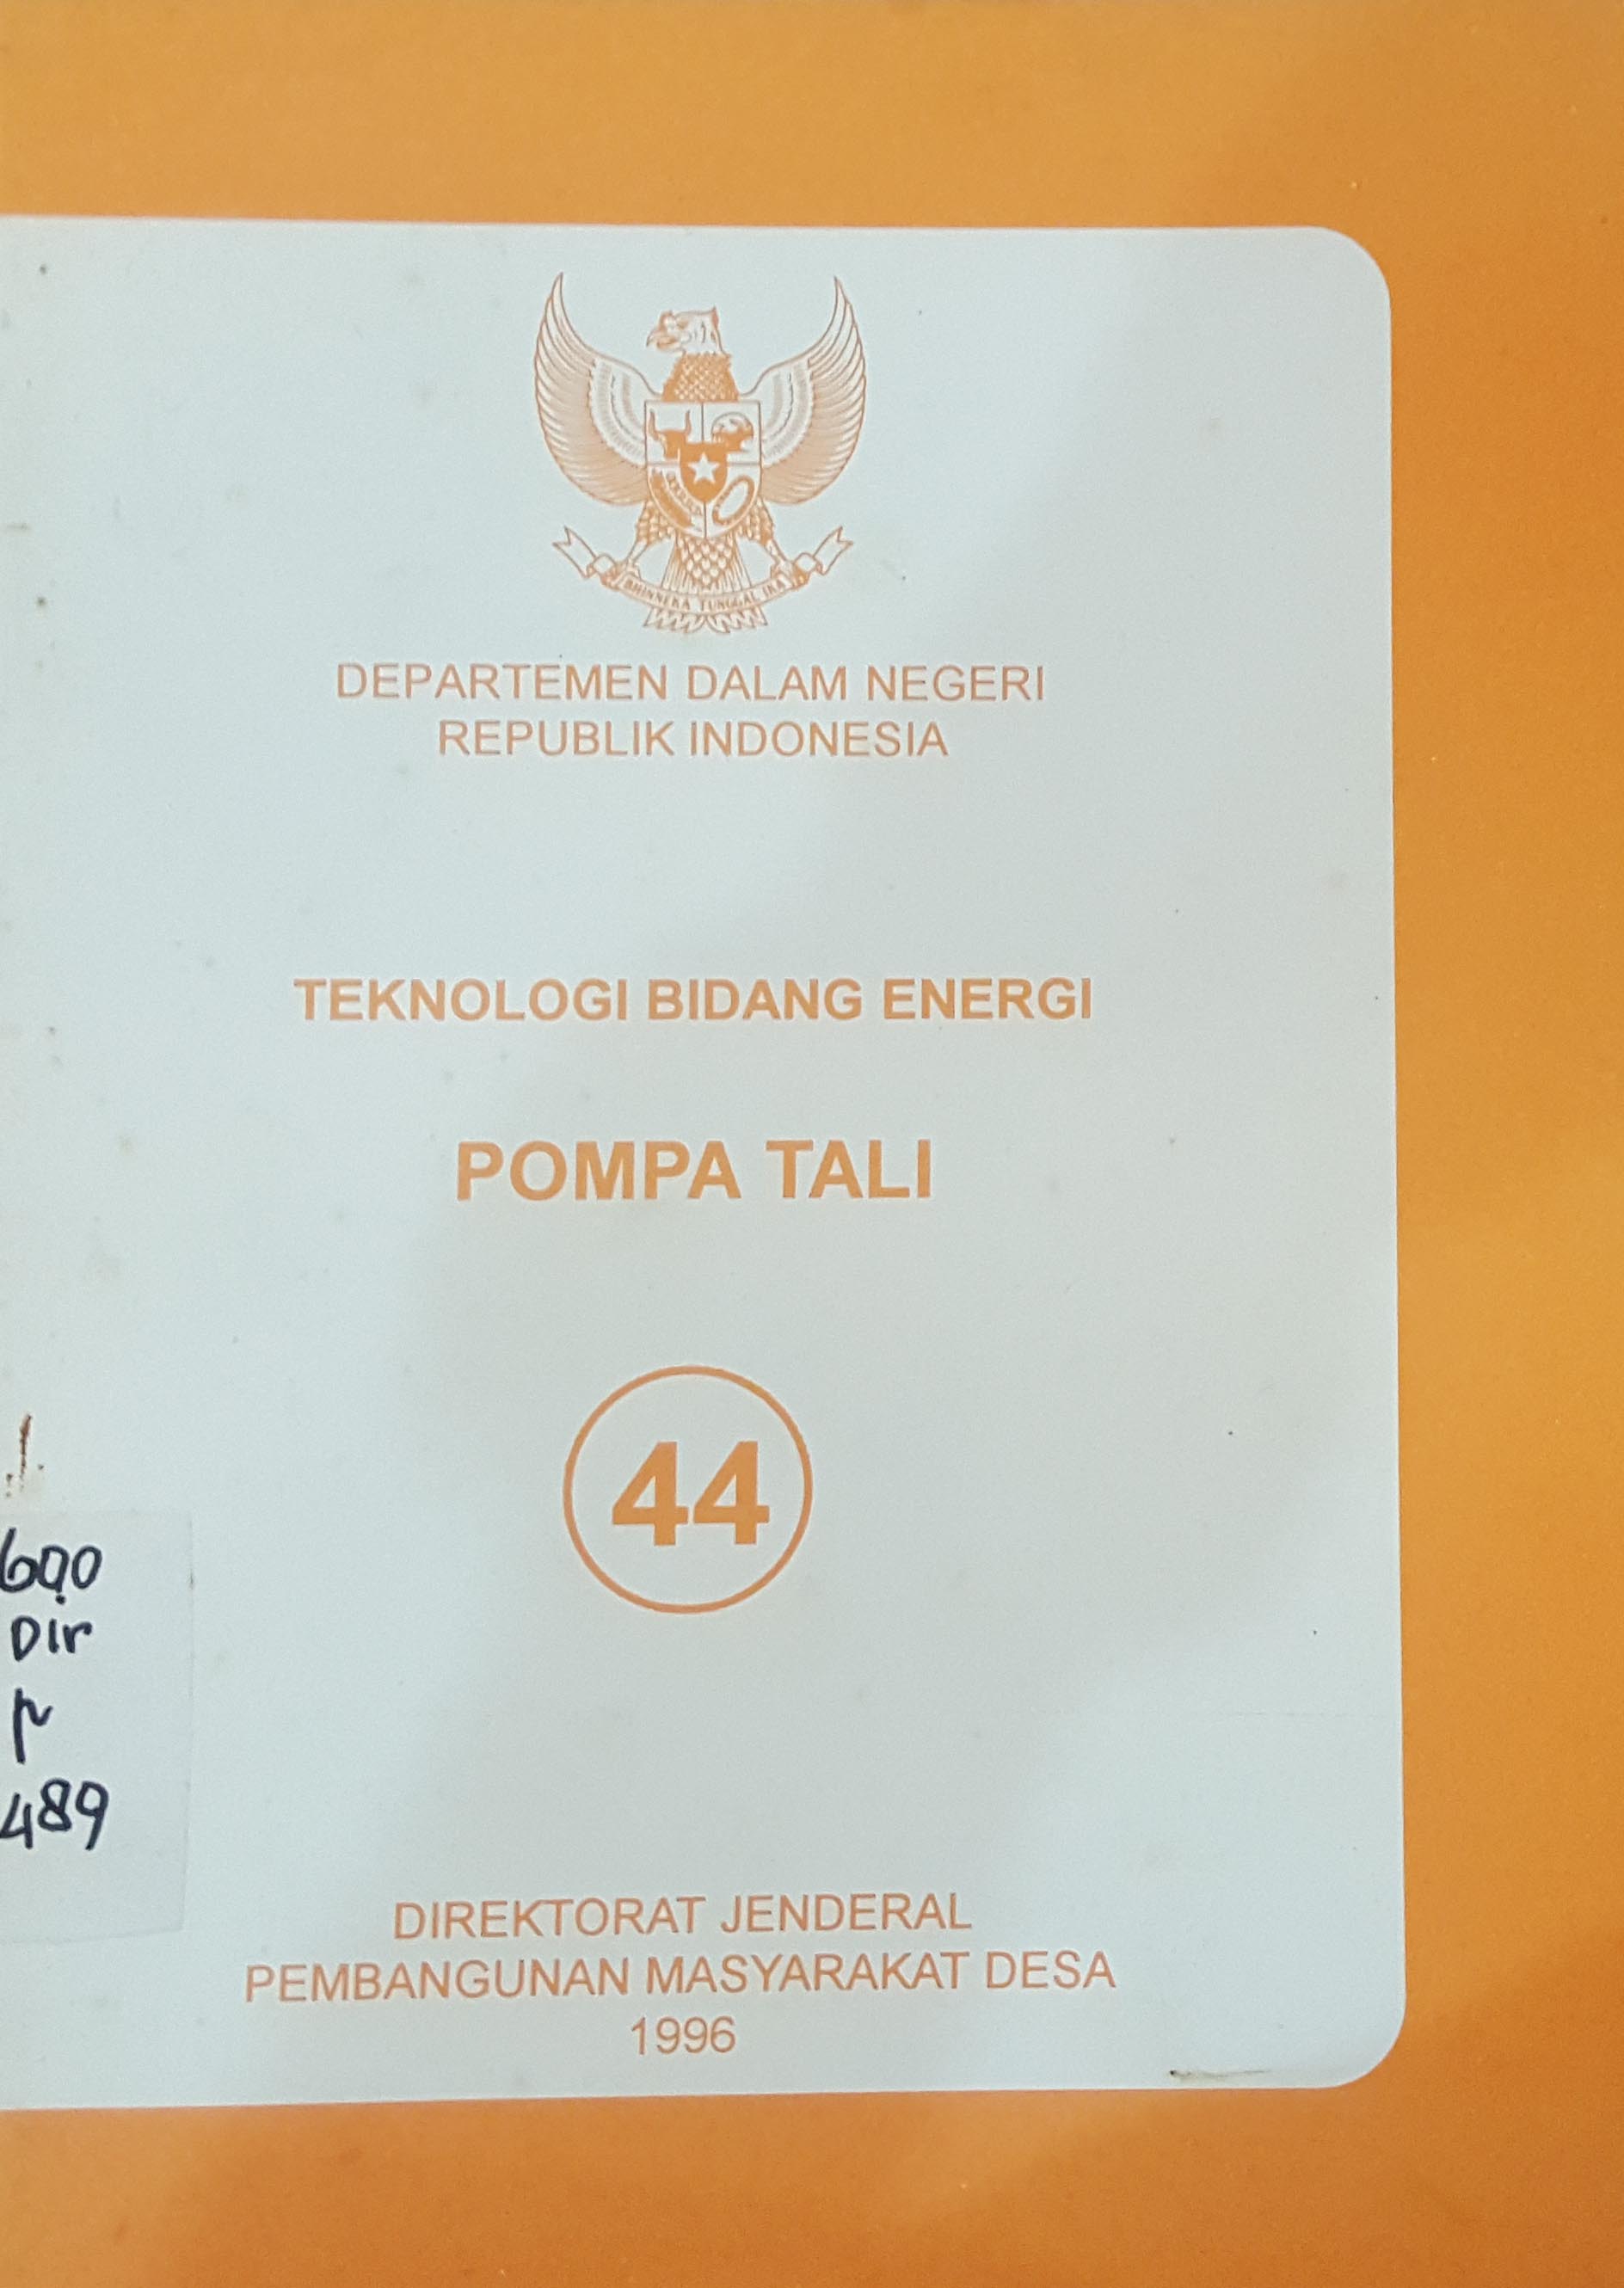 BHINNEKA TUNGGAL IKA
DEPARTEMEN DALAM NEGERI
REPUBLIK INDONESIA
TEKNOLOGI BIDANG ENERGI
POMPA TALI
44
600
Dir
p
489
DIREKTORAT JENDERAL
PEMBANGUNAN MASYARAKAT DESA
1996